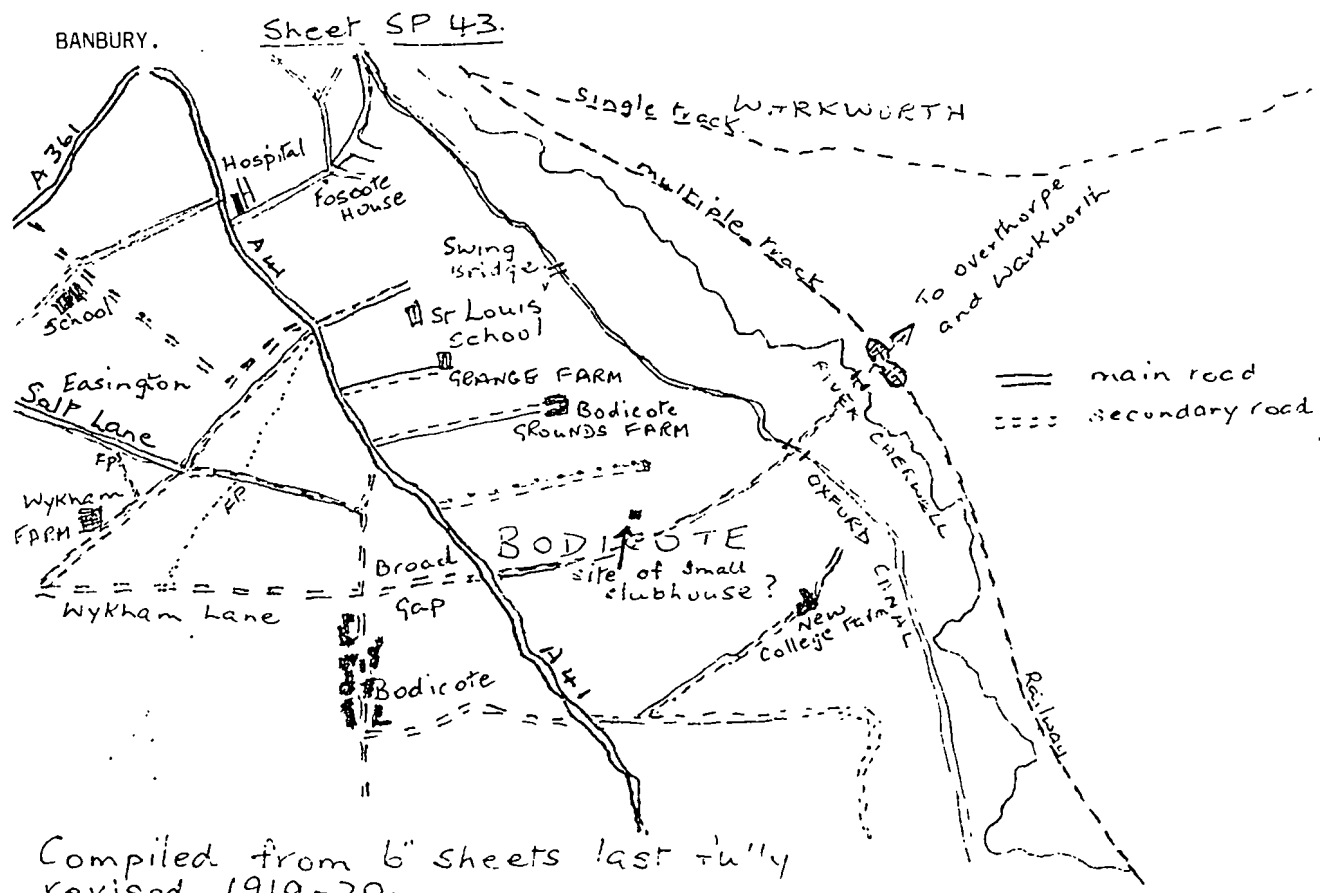 BANBURY.
Sheet SP 43.
A 361
Hospital
Foscote
House
Single track
WARKWORTH
multiple track
To Overthorpe
and Warkworth
A 41
Swing
Bridge
School
St Louis
School
GRANGE FARM
Easington
Salt Lane
Bodicote
GROUNDS FARM
main road
secondary road
RIVER CHERWELL
FP
FP
Wykham
FARM
OXFORD CANAL
BODICOTE
Broad
Gap
site of small
clubhouse?
Wykham Lane
New
College Farm
A 41
Bodicote
Railway
Compiled from 6" sheets last fully
revised 1919-20.